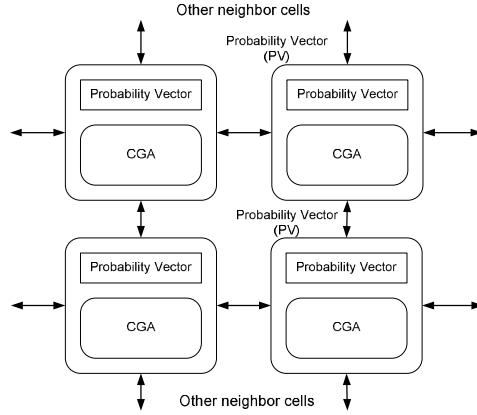 Other neighbor cells
Probability Vector
(PV)
Probability Vector
Probability Vector
CGA
CGA
Probability Vector
(PV)
Probability Vector
Probability Vector
CGA
CGA
Other neighbor cells